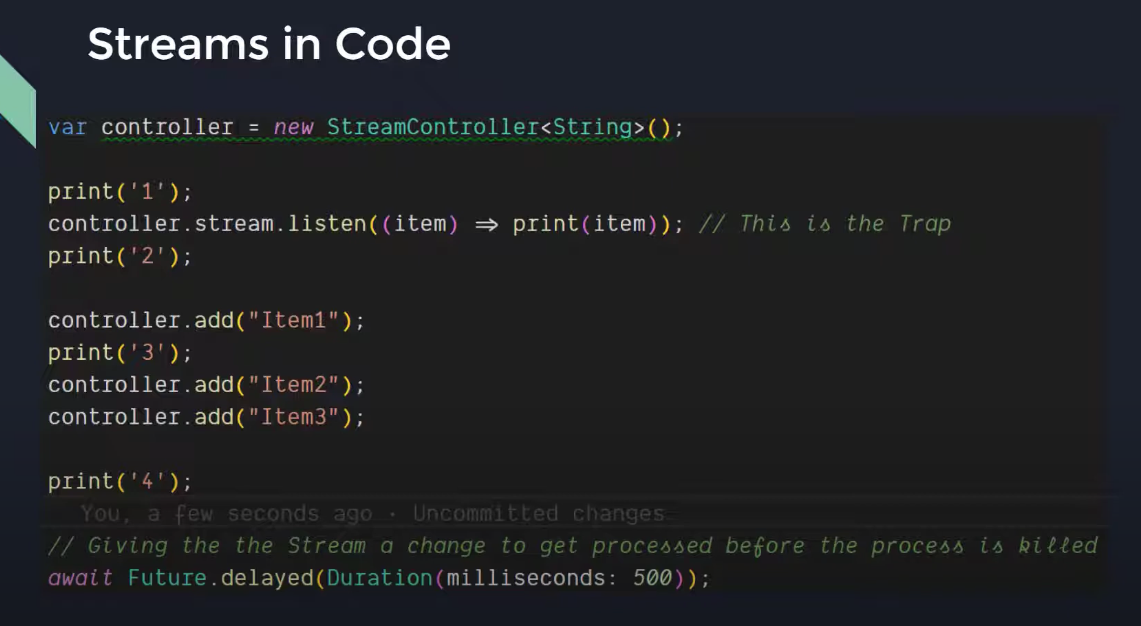 Streams in Code
var controller = new StreamController<String>();
print('1');
controller.stream.listen((item) => print(item)); // This is the Trap
print('2');
controller.add("Item1");
print('3');
controller.add("Item2");
controller.add("Item3");
print('4');
You, a few seconds ago · Uncommitted changes
// Giving the the Stream a change to get processed before the process is killed
await Future.delayed(Duration(milliseconds: 500));